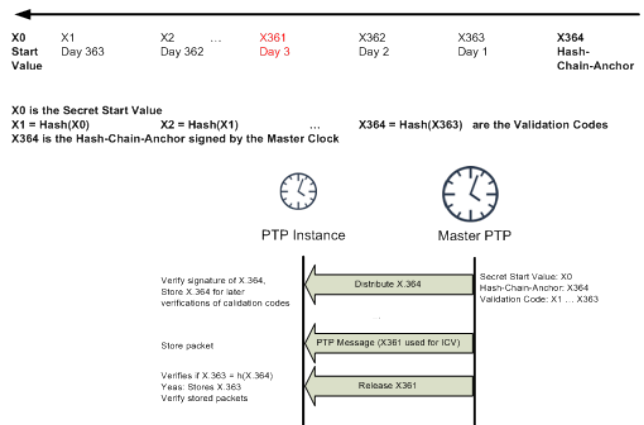 X0 X1 X2 ... X361 X362 X363 X364
Start Day 363 Day 362 Day 3 Day 2 Day 1 Hash-
Value Chain-Anchor
X0 is the Secret Start Value
X1 = Hash(X0) X2 = Hash(X1) ... X364 = Hash(X363) are the Validation Codes
X364 is the Hash-Chain-Anchor signed by the Master Clock
PTP Instance Master PTP
Verify signature of X.364,
Store X.364 for later
verifications of calidation codes
Distribute X.364
Secret Start Value: X0
Hash-Chain-Anchor: X364
Validation Code: X1 ... X363
...
Store packet
PTP Message (X361 used for ICV)
Verifies if X.363 = h(X.364)
Yeas: Stores X.363
Verify stored packets
Release X361